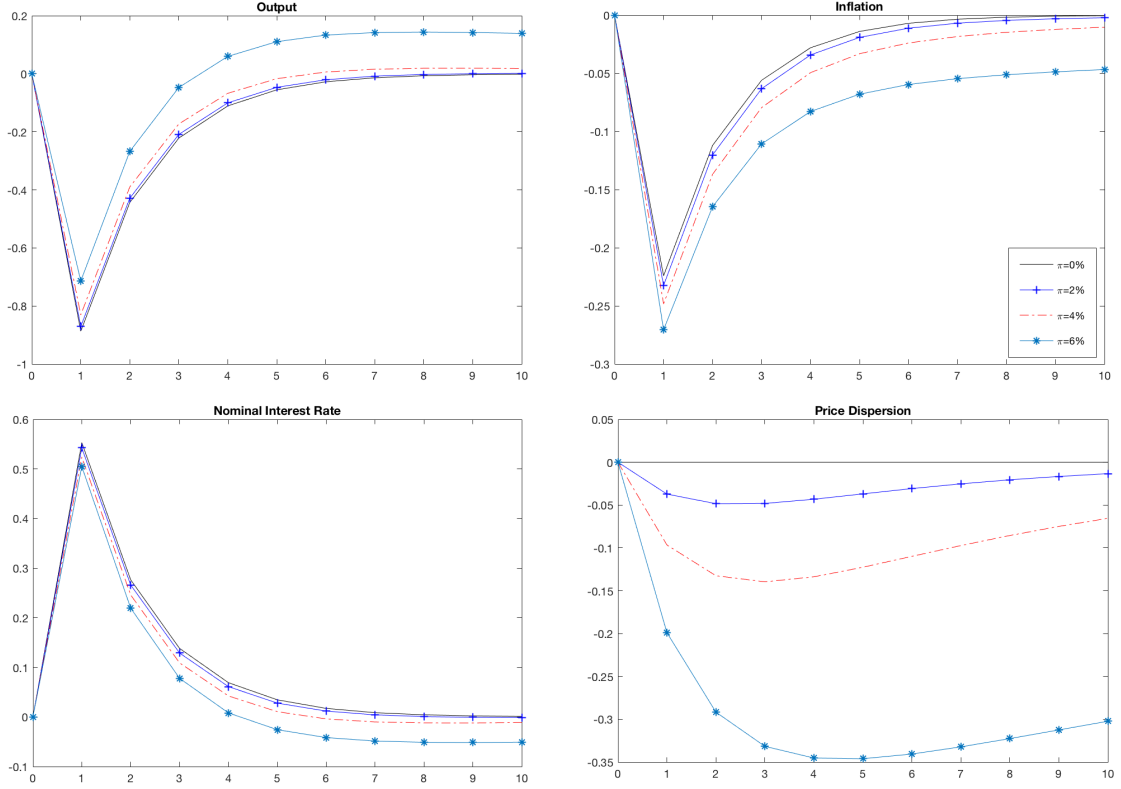 Output
0.2
0
-0.2
-0.4
-0.6
-0.8
-1
0 1 2 3 4 5 6 7 8 9 10
Inflation
0
-0.05
-0.1
-0.15
-0.2
-0.25
-0.3
0 1 2 3 4 5 6 7 8 9 10
π=0%
π=2%
π=4%
π=6%
Nominal Interest Rate
0.6
0.5
0.4
0.3
0.2
0.1
0
-0.1
0 1 2 3 4 5 6 7 8 9 10
Price Dispersion
0.05
0
-0.05
-0.1
-0.15
-0.2
-0.25
-0.3
-0.35
0 1 2 3 4 5 6 7 8 9 10